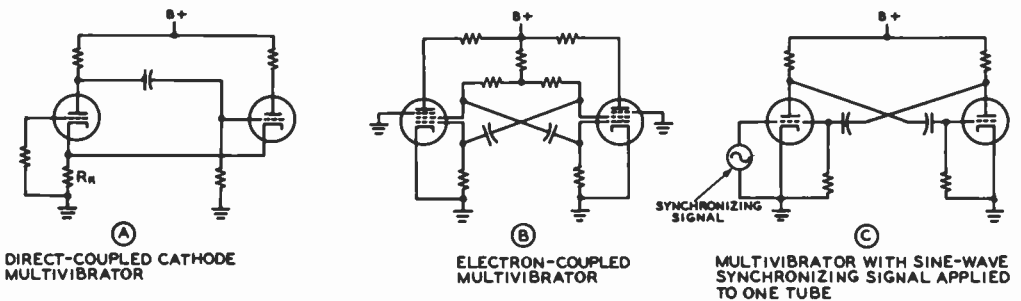 B+
B+
B+
RK
SYNCHRONIZING
SIGNAL
A
B
C
DIRECT-COUPLED CATHODE
MULTIVIBRATOR
ELECTRON-COUPLED
MULTIVIBRATOR
MULTIVIBRATOR WITH SINE-WAVE
SYNCHRONIZING SIGNAL APPLIED
TO ONE TUBE